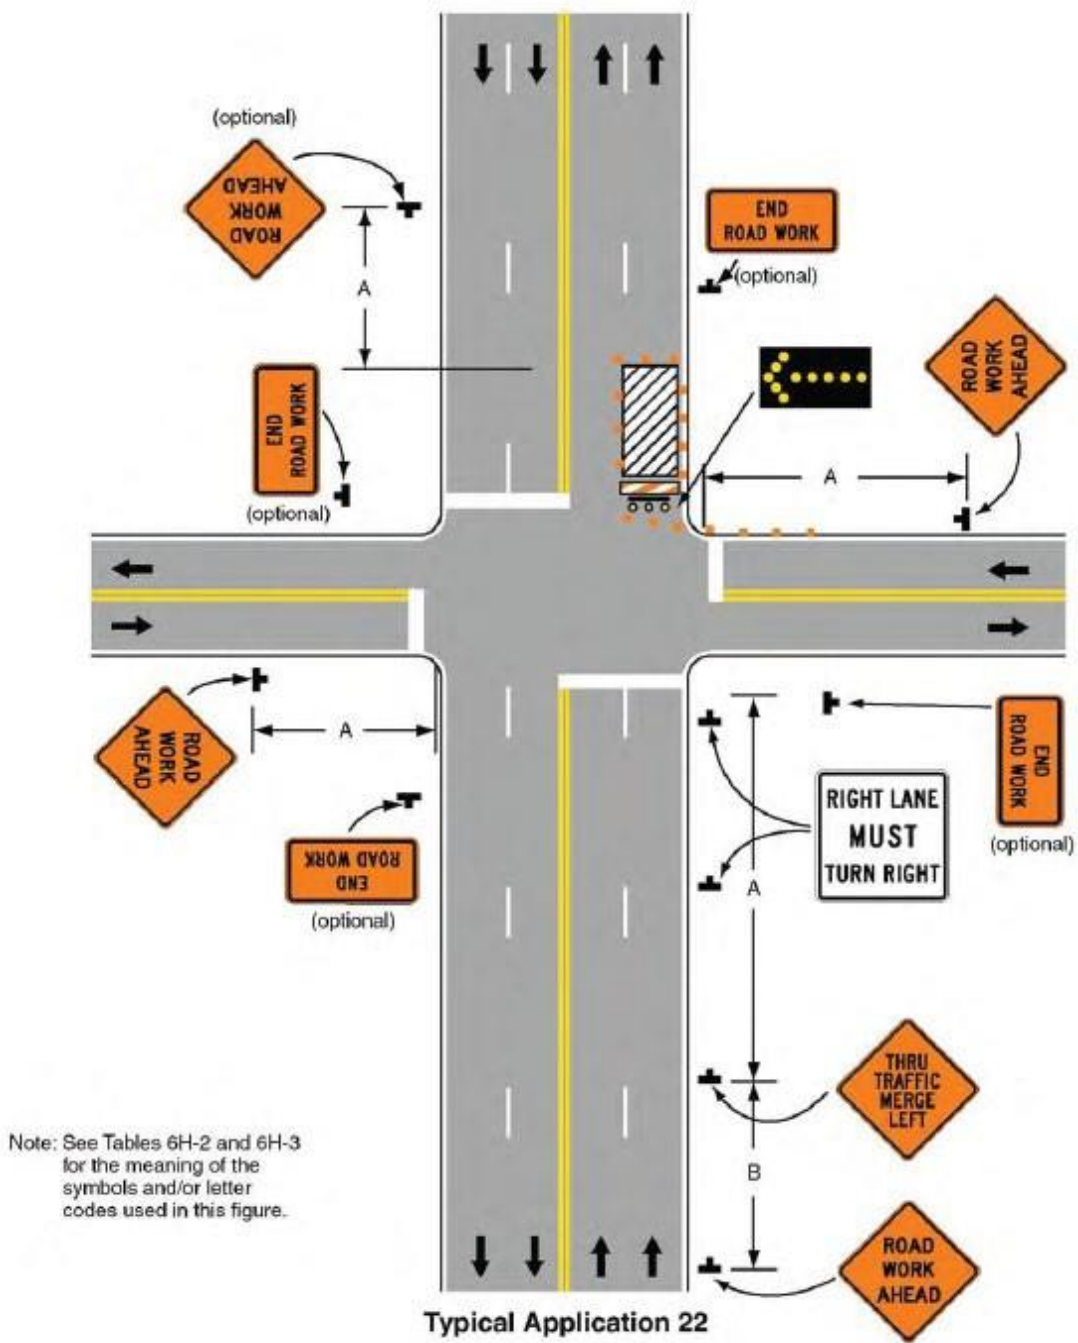 (optional)
ROAD
WORK
AHEAD
A
END
ROAD WORK
(optional)
ROAD
WORK
AHEAD
A
END
ROAD WORK
(optional)
ROAD
WORK
AHEAD
A
END
ROAD WORK
(optional)
END
ROAD WORK
(optional)
RIGHT LANE
MUST
TURN RIGHT
A
THRU
TRAFFIC
MERGE
LEFT
B
ROAD
WORK
AHEAD
Note: See Tables 6H-2 and 6H-3
for the meaning of the
symbols and/or letter
codes used in this figure.
Typical Application 22